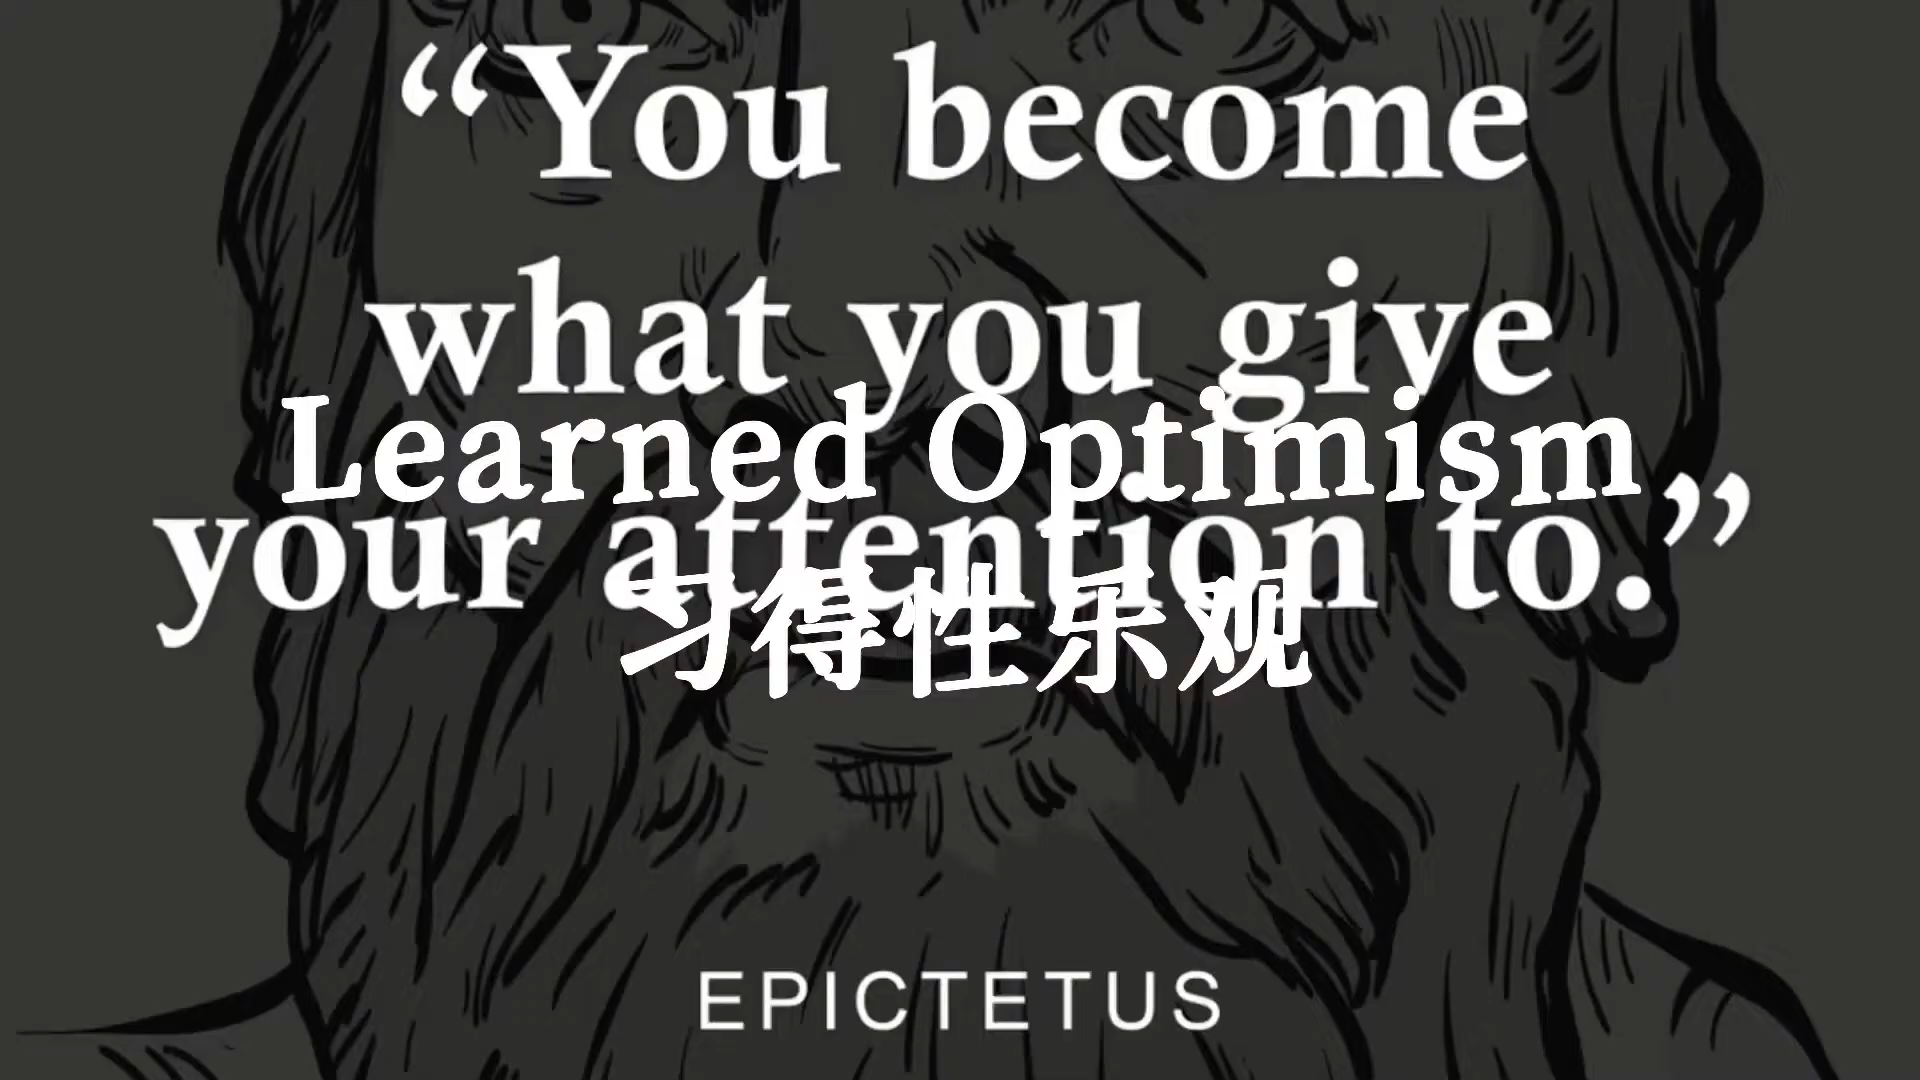 “You become
what you give
Learned Optimism
your attention to.”
习得性乐观
EPICTETUS